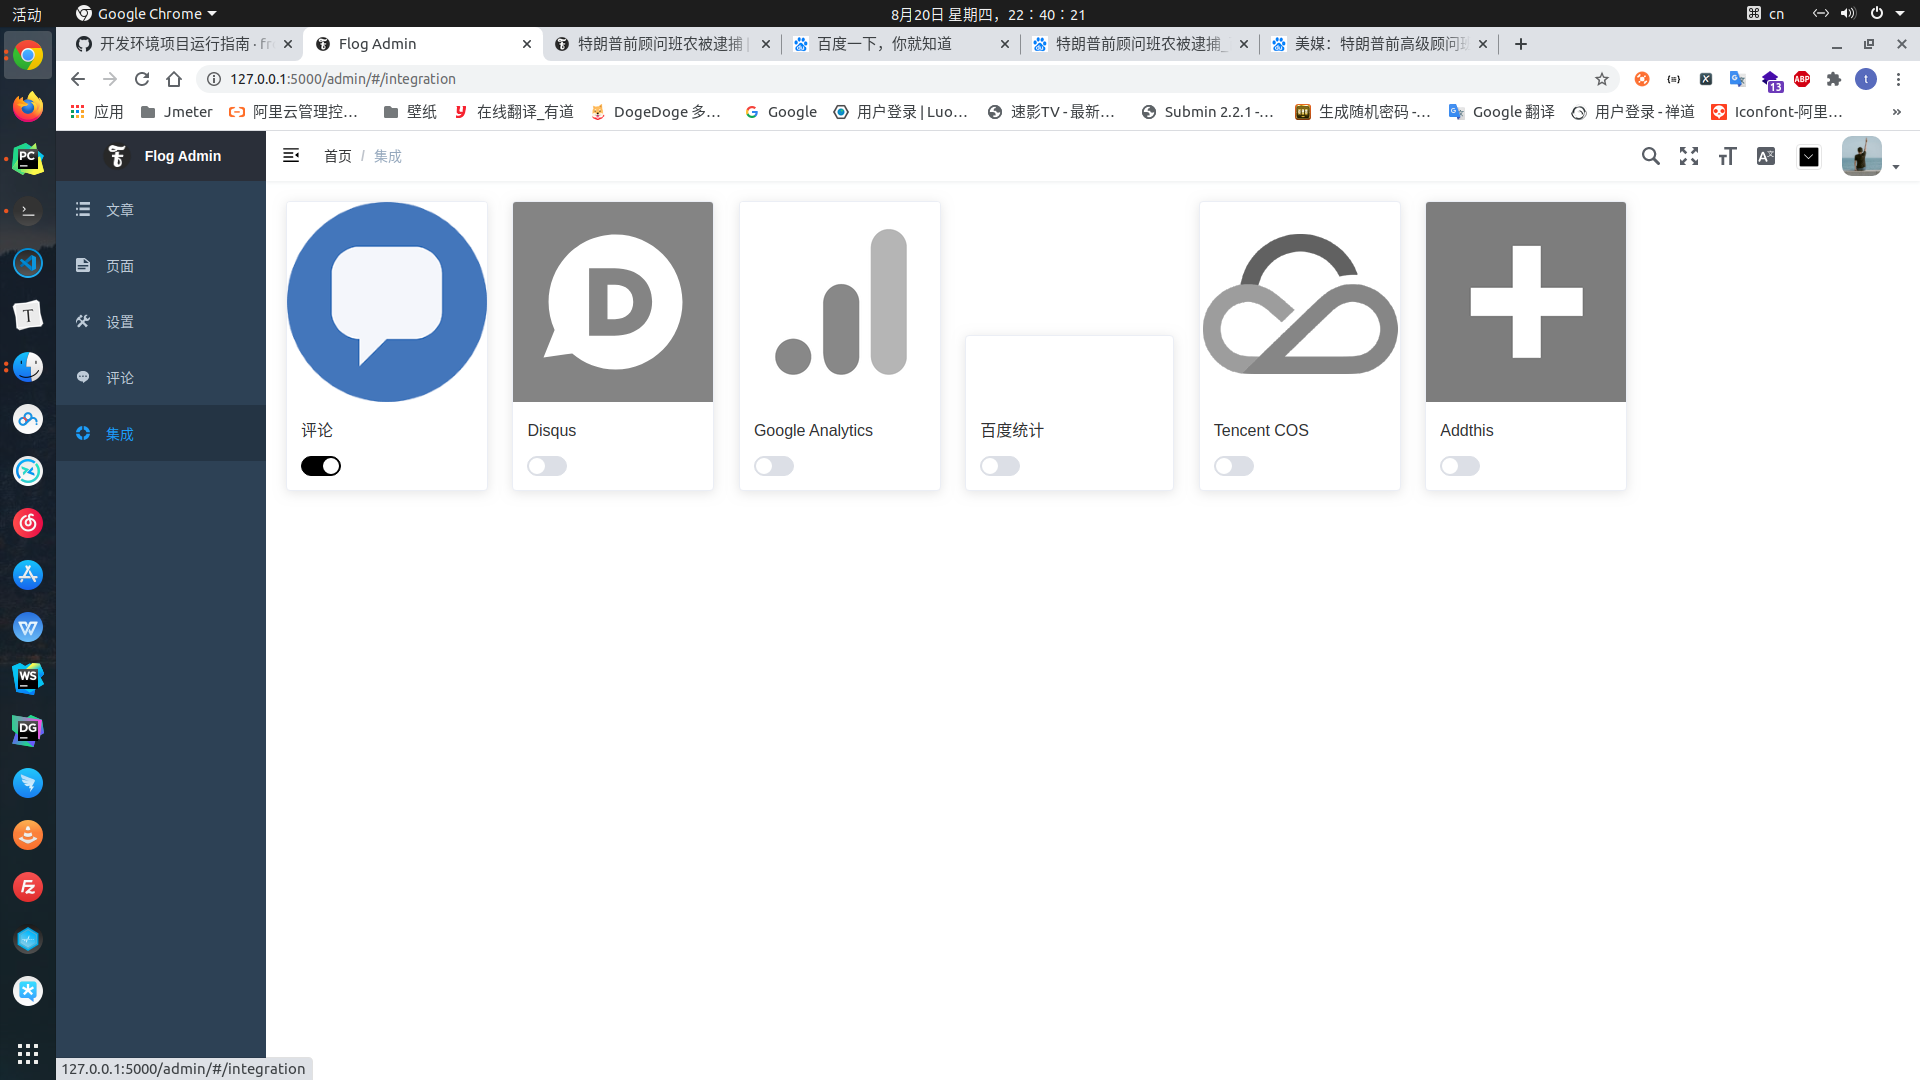 活动
Google Chrome
8月20日 星期四，22：40：21
cn
开发环境项目运行指南 · fr
Flog Admin
特朗普前顾问班农被逮捕 |
百度一下，你就知道
特朗普前顾问班农被逮捕_
美媒：特朗普前高级顾问班
127.0.0.1:5000/admin/#/integration
13
ABP
t
应用
Jmeter
阿里云管理控...
壁纸
在线翻译_有道
DogeDoge 多...
Google
用户登录 | Luo...
速影TV - 最新...
Submin 2.2.1 -...
生成随机密码 -...
Google 翻译
用户登录 - 禅道
Iconfont-阿里...
»
Flog Admin
首页 / 集成
文章
页面
设置
评论
集成
评论
Disqus
Google Analytics
百度统计
Tencent COS
Addthis
D
PC
T
WS
DG
Fz
127.0.0.1:5000/admin/#/integration